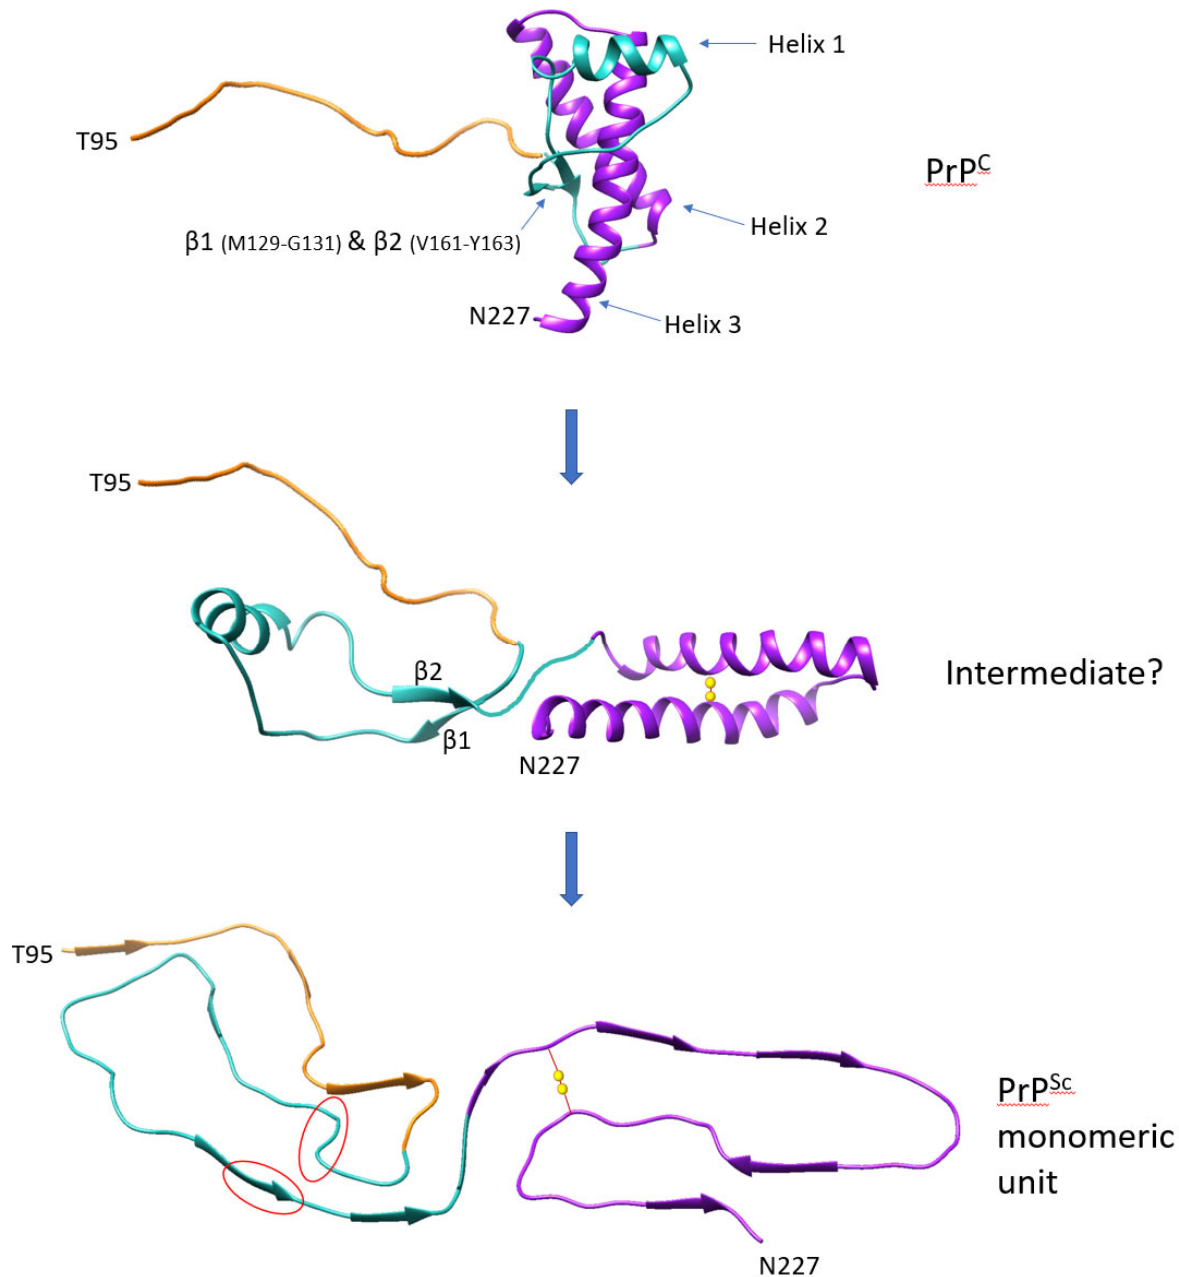 Helix 1
T95
PrPC
Helix 2
β1 (M129-G131) & β2 (V161-Y163)
N227
Helix 3
T95
β2
Intermediate?
β1
N227
T95
PrPSc
monomeric
unit
N227